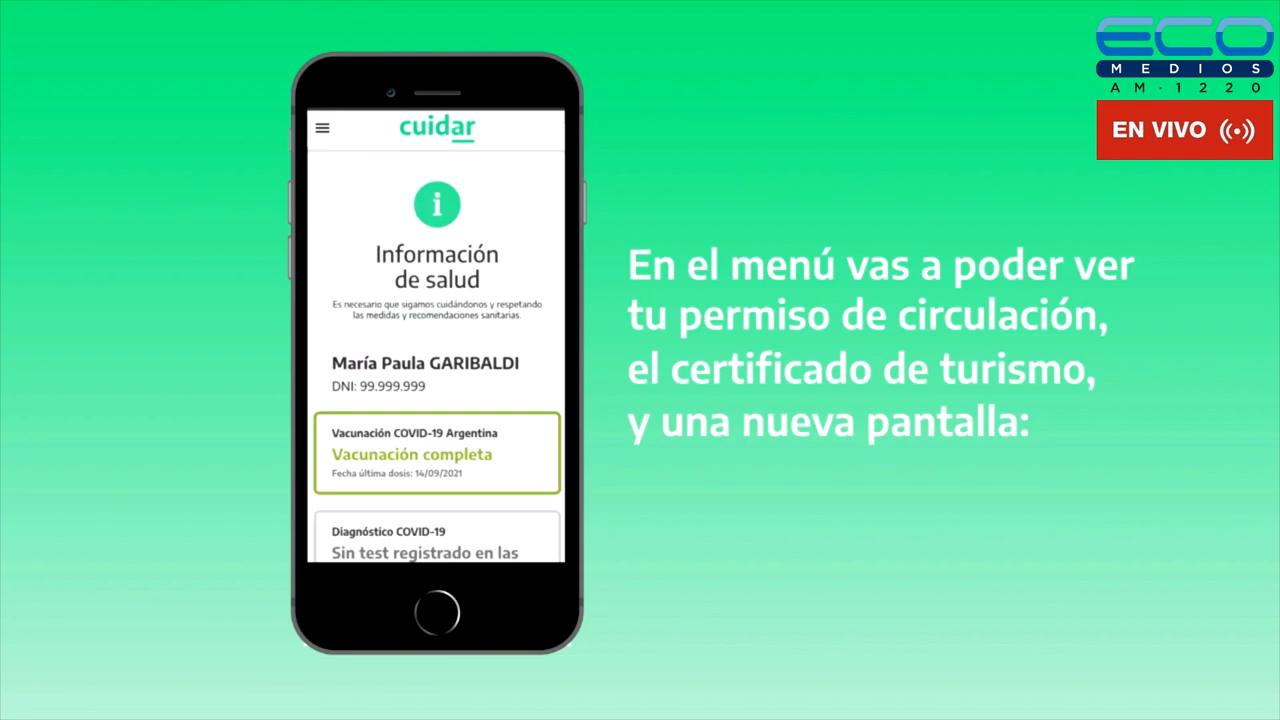 ECO
MEDIOS
AM·1220
EN VIVO
cuidar
i
Información
de salud
Es necesario que sigamos cuidándonos y respetando
las medidas y recomendaciones sanitarias.
María Paula GARIBALDI
DNI: 99.999.999
Vacunación COVID-19 Argentina
Vacunación completa
Fecha última dosis: 14/09/2021
Diagnóstico COVID-19
Sin test registrado en las
En el menú vas a poder ver
tu permiso de circulación,
el certificado de turismo,
y una nueva pantalla: